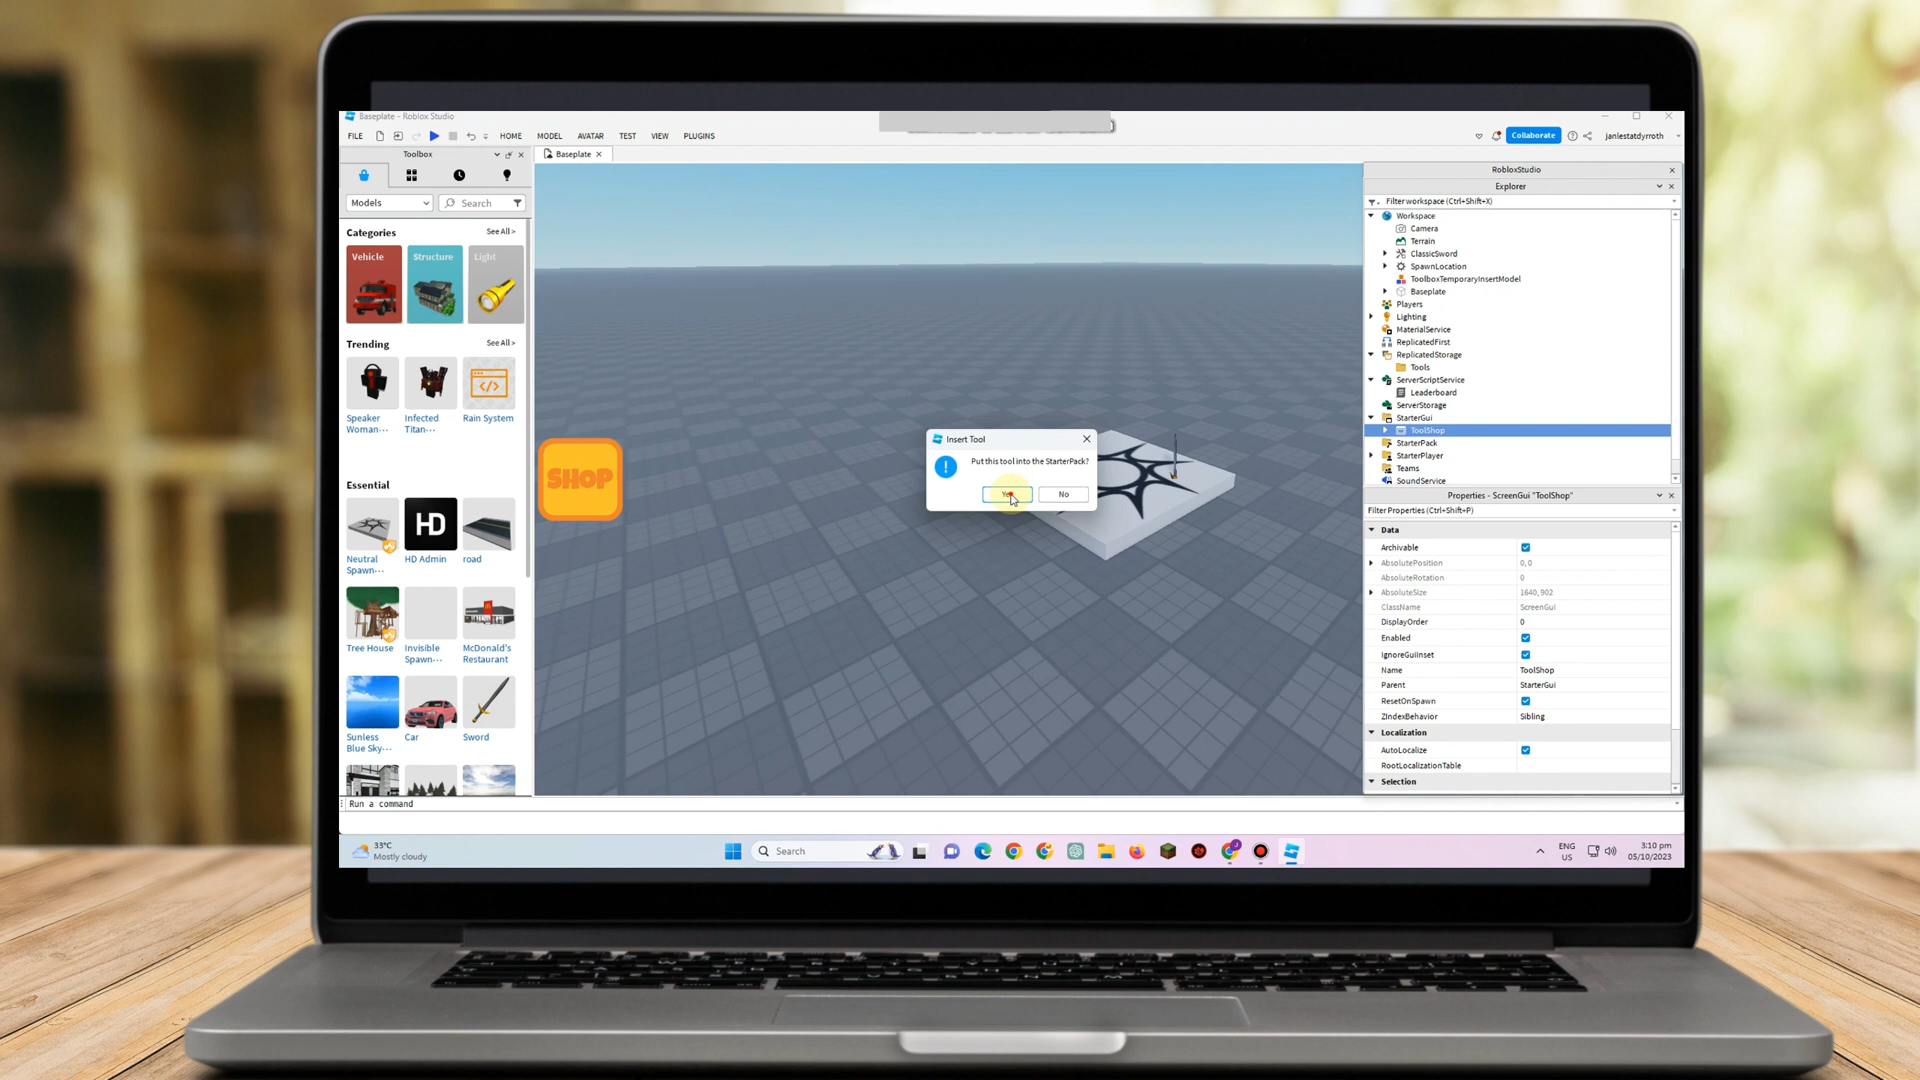 Baseplate - Roblox Studio
FILE HOME MODEL AVATAR TEST VIEW PLUGINS
Collaborate janlestatdyrroth
Toolbox
Baseplate
Models Search
Categories See All >
Vehicle Structure Light
Trending See All >
Speaker Woman···
Infected Titan···
Rain System
Essential
Neutral Spawn···
HD Admin
road
Tree House
Invisible Spawn···
McDonald's Restaurant
Sunless Blue Sky···
Car
Sword
SHOP
Insert Tool
Put this tool into the StarterPack?
No
RobloxStudio
Explorer
Filter workspace (Ctrl+Shift+X)
Workspace
Camera
Terrain
ClassicSword
SpawnLocation
ToolboxTemporaryInsertModel
Baseplate
Players
Lighting
MaterialService
ReplicatedFirst
ReplicatedStorage
Tools
ServerScriptService
Leaderboard
ServerStorage
StarterGui
ToolShop
StarterPack
StarterPlayer
Teams
SoundService
Properties - ScreenGui "ToolShop"
Filter Properties (Ctrl+Shift+P)
Data
Archivable
AbsolutePosition 0, 0
AbsoluteRotation 0
AbsoluteSize 1640, 902
ClassName ScreenGui
DisplayOrder 0
Enabled
IgnoreGuiInset
Name ToolShop
Parent StarterGui
ResetOnSpawn
ZIndexBehavior Sibling
Localization
AutoLocalize
RootLocalizationTable
Selection
Run a command
33°C
Mostly cloudy
Search
ENG
US
3:10 pm
05/10/2023